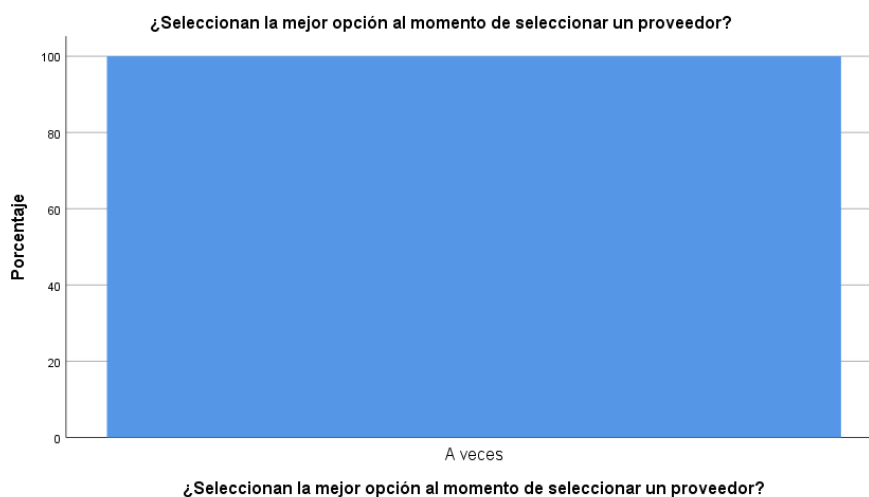 ¿Seleccionan la mejor opción al momento de seleccionar un proveedor?
100
80
60
40
20
0
Porcentaje
A veces
¿Seleccionan la mejor opción al momento de seleccionar un proveedor?